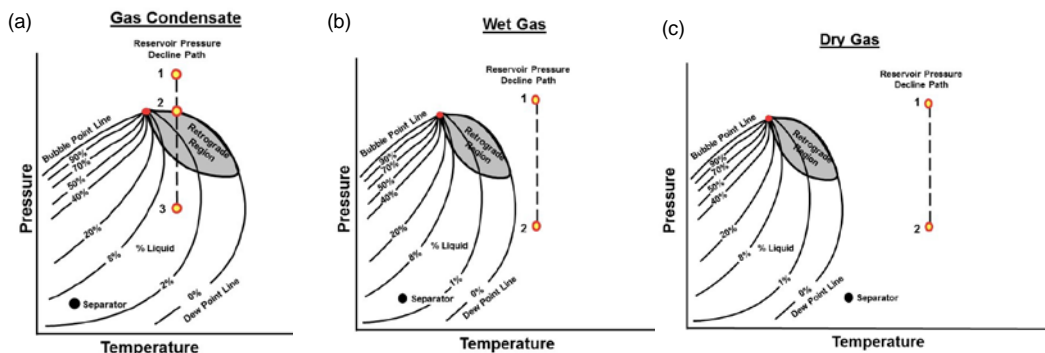 (a)
Gas Condensate
Reservoir Pressure
Decline Path
1
2
3
Bubble Point Line
90%
70%
50%
40%
20%
8%
2%
0%
Retrograde
Region
% Liquid
Separator
Dew Point Line
Pressure
Temperature
(b)
Wet Gas
Reservoir Pressure
Decline Path
1
2
Bubble Point Line
90%
70%
50%
40%
20%
8%
1%
0%
Retrograde
Region
% Liquid
Separator
Dew Point Line
Pressure
Temperature
(c)
Dry Gas
Reservoir Pressure
Decline Path
1
2
Bubble Point Line
90%
70%
50%
40%
20%
8%
1%
0%
Retrograde
Region
% Liquid
Separator
Dew Point Line
Pressure
Temperature